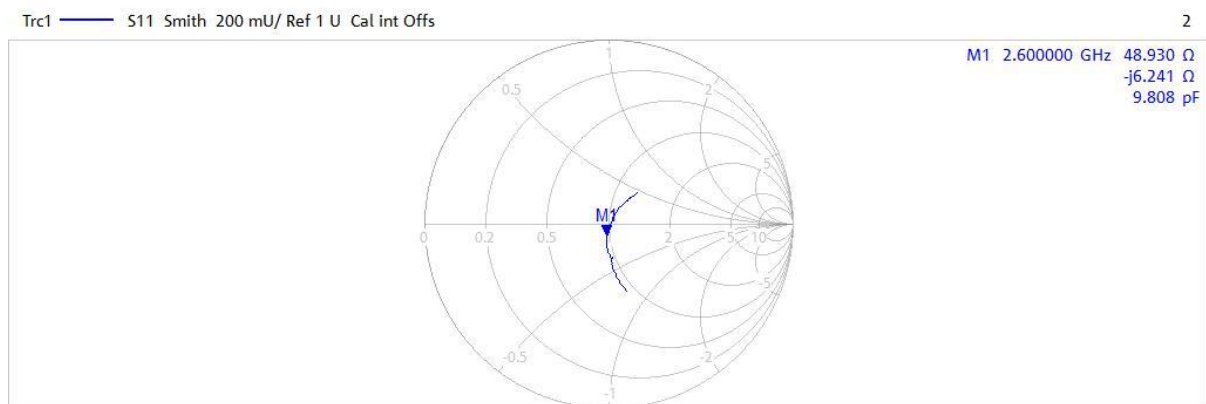 Trc1 S11 Smith 200 mU/ Ref 1 U Cal int Offs 2
M1 2.600000 GHz 48.930 Ω
-j6.241 Ω
9.808 pF
1
0.5 2
5
M1
0 0.2 0.5 2 5 10
-5
-0.5 -2
-1